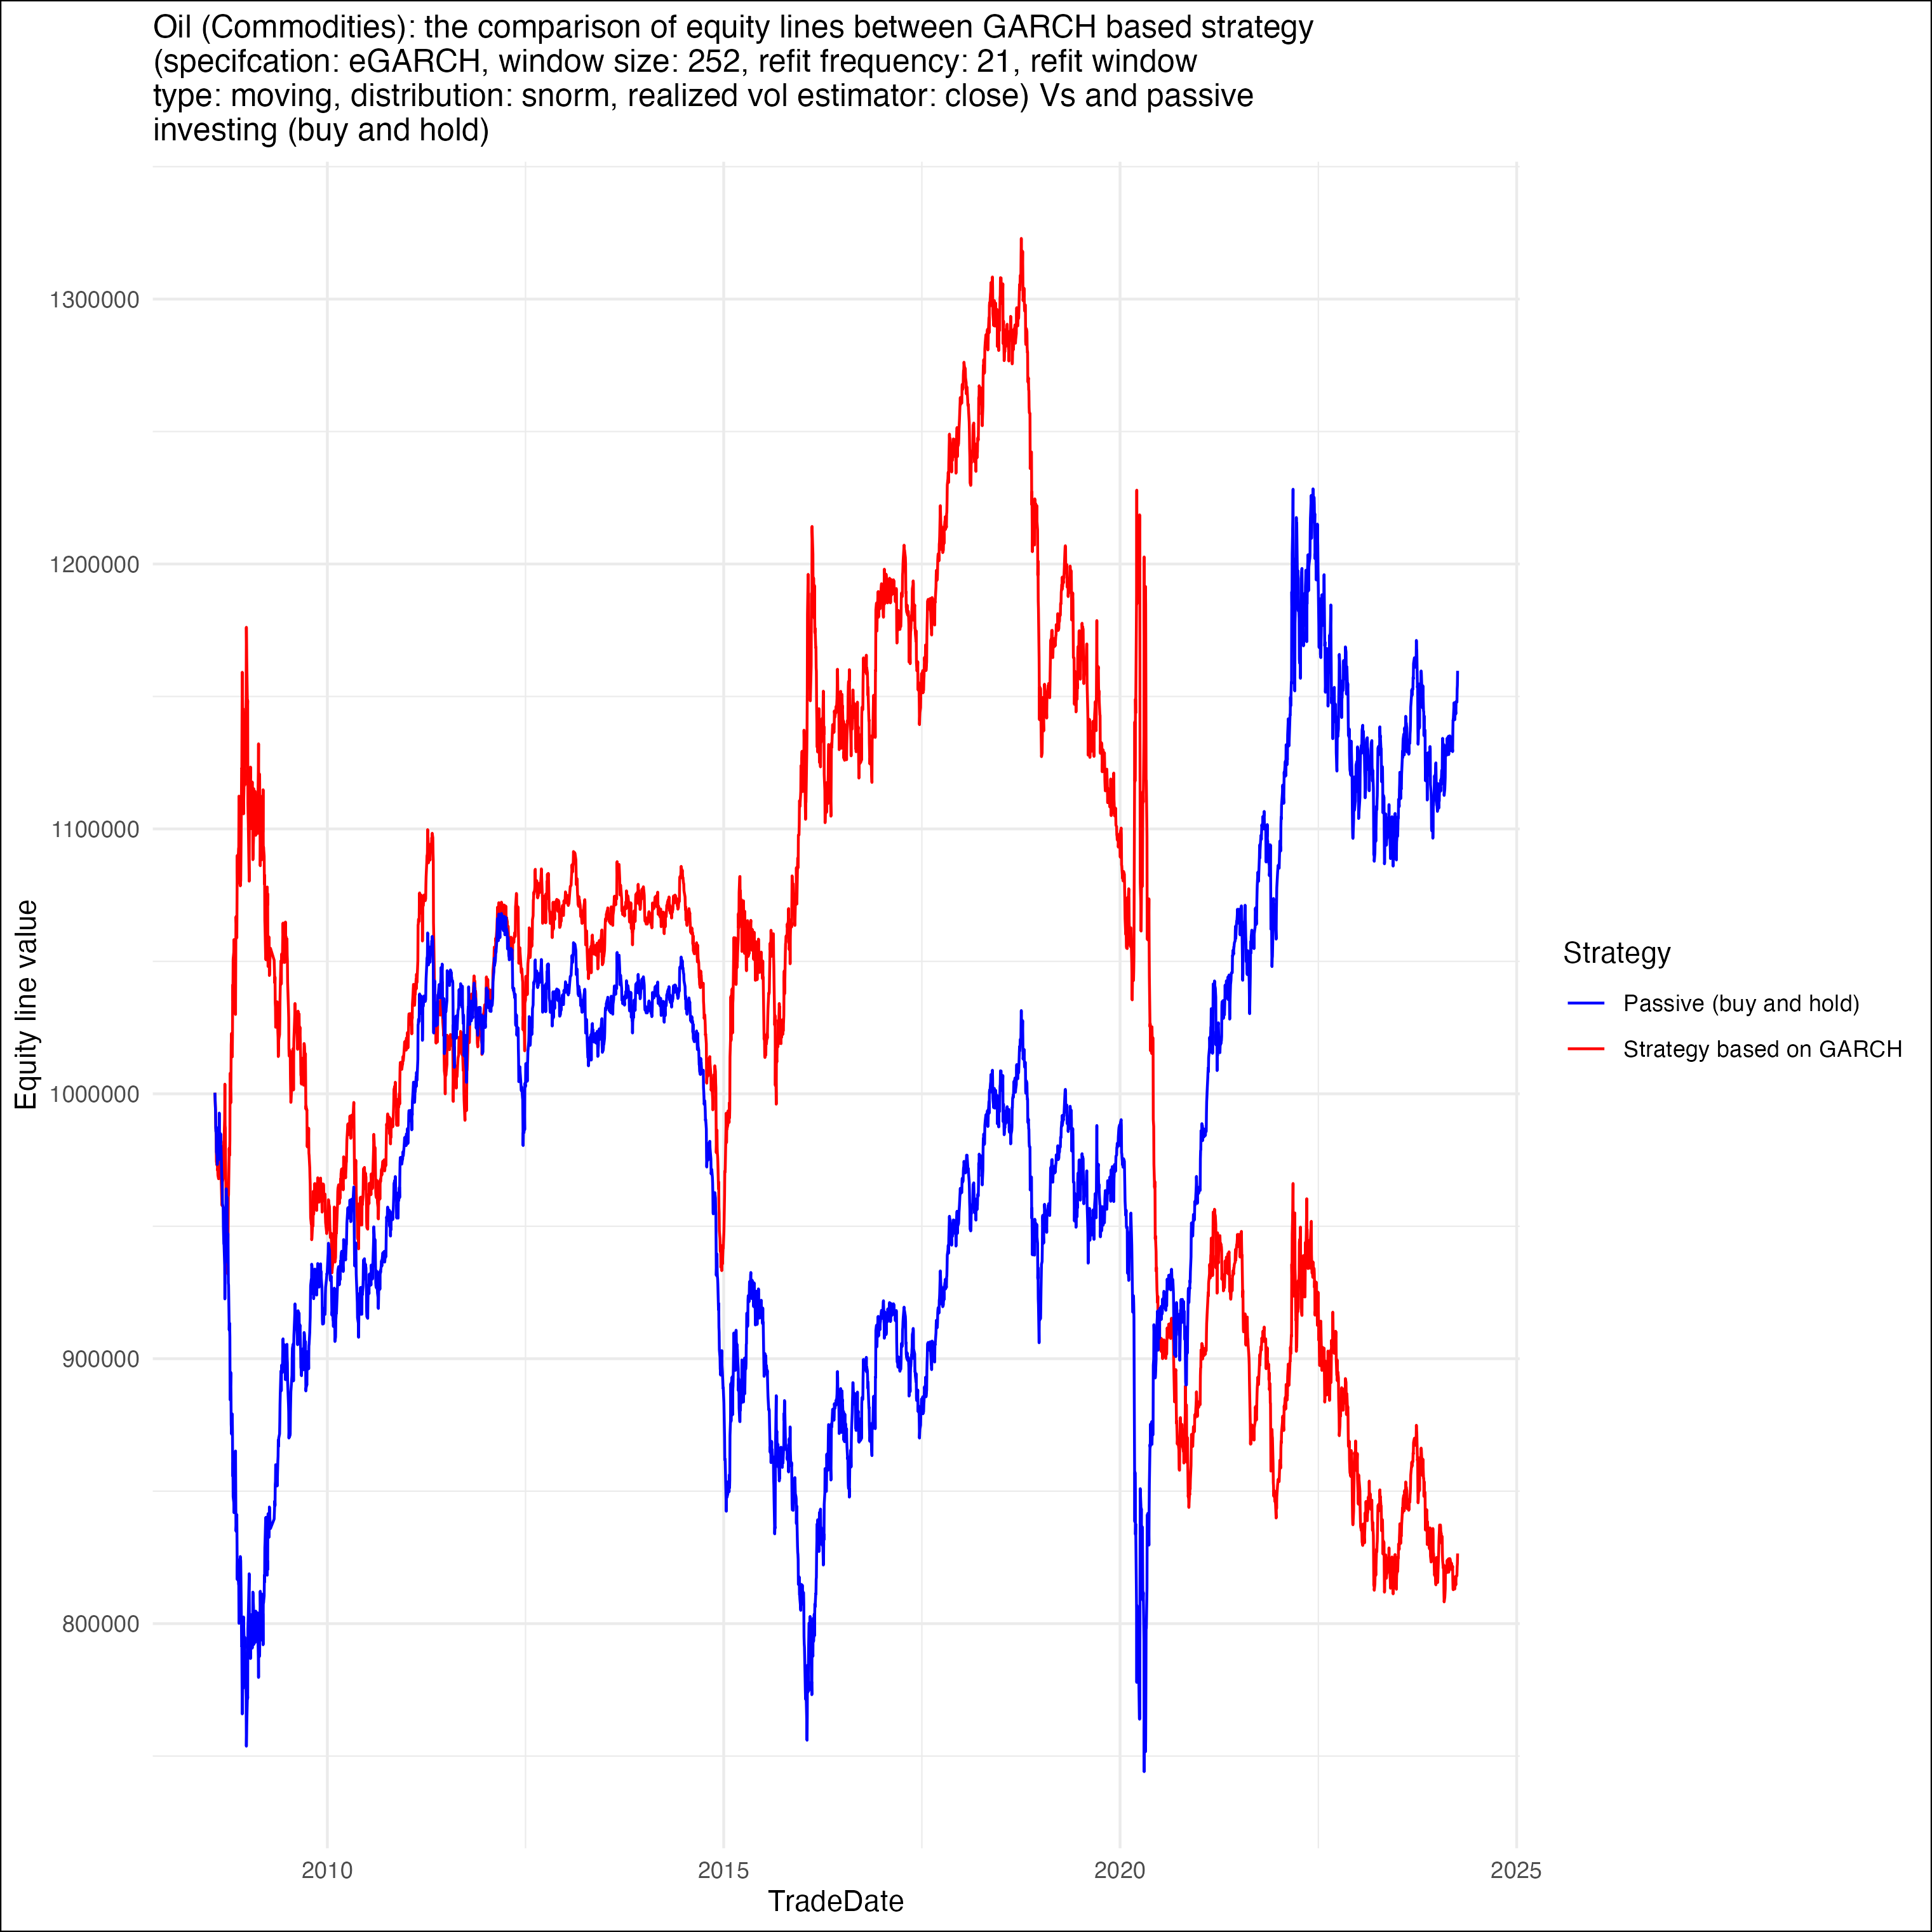 Oil (Commodities): the comparison of equity lines between GARCH based strategy
(specifcation: eGARCH, window size: 252, refit frequency: 21, refit window
type: moving, distribution: snorm, realized vol estimator: close) Vs and passive
investing (buy and hold)
1300000
1200000
1100000
1000000
900000
800000
Equity line value
2010
2015
2020
2025
TradeDate
Strategy
Passive (buy and hold)
Strategy based on GARCH